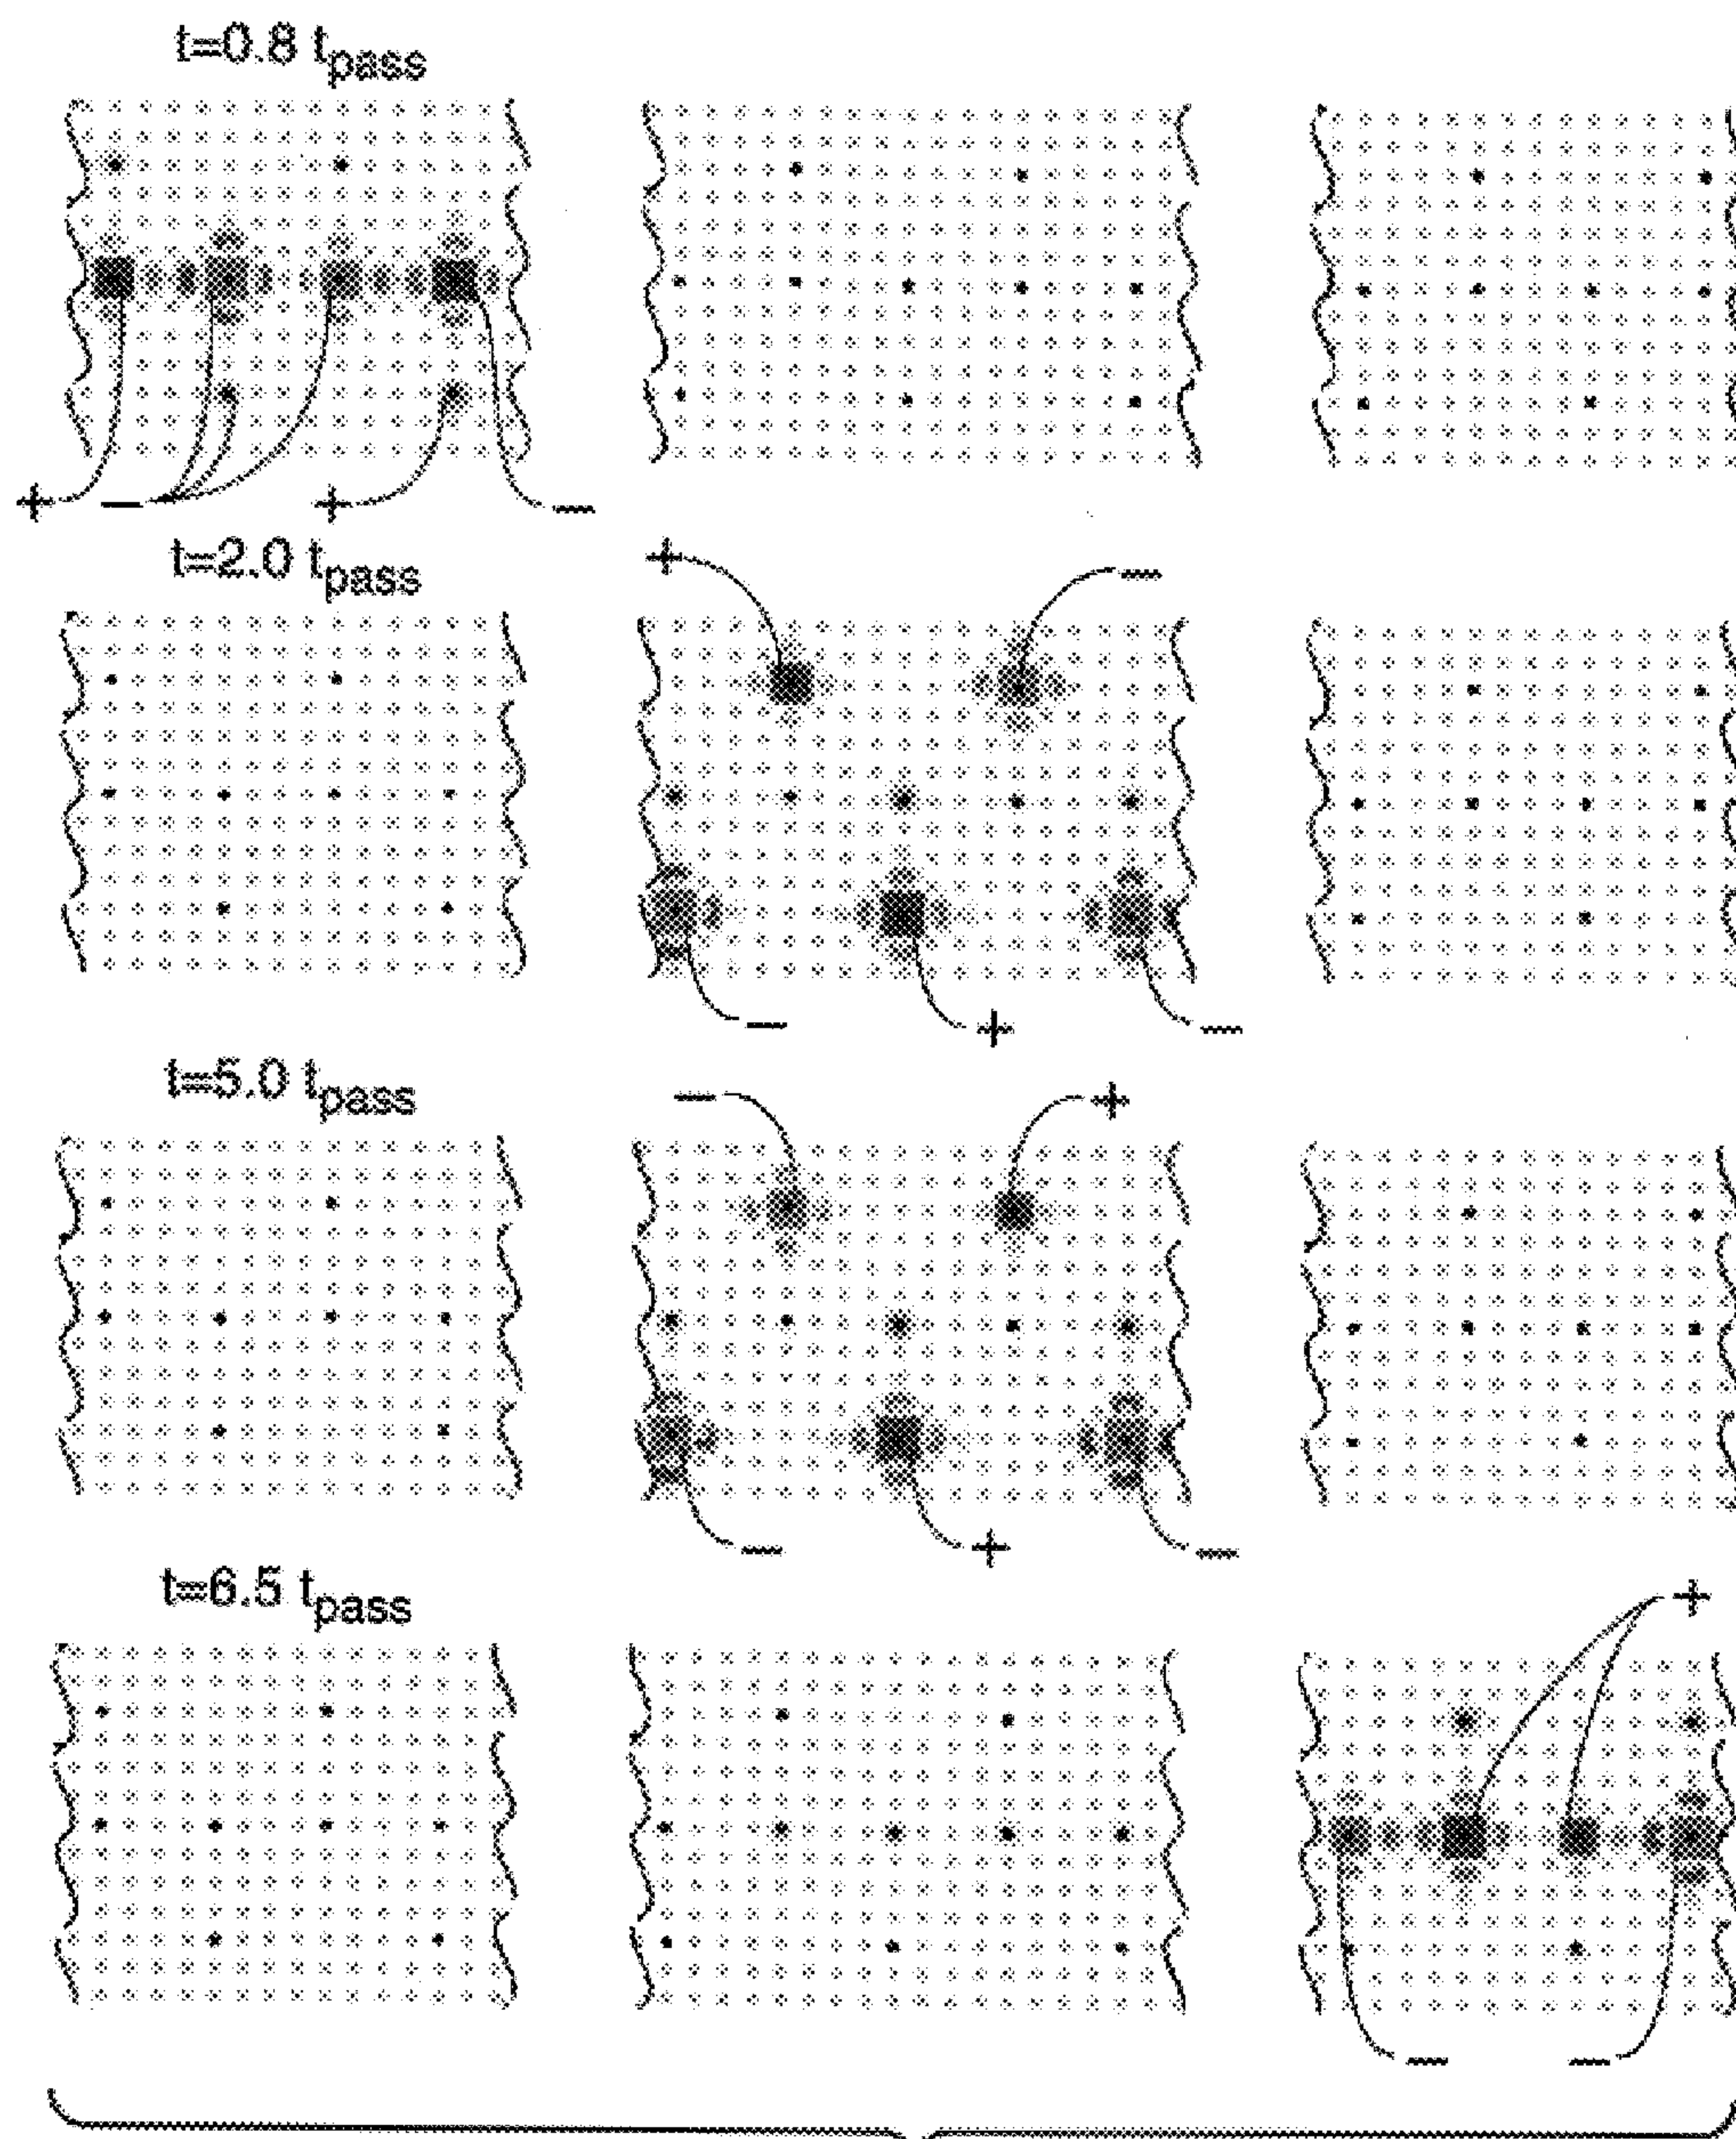 t=0.8 t_pass
+ — + —
t=2.0 t_pass
+ —
— + —
t=5.0 t_pass
— +
— + —
t=6.5 t_pass
+
— —